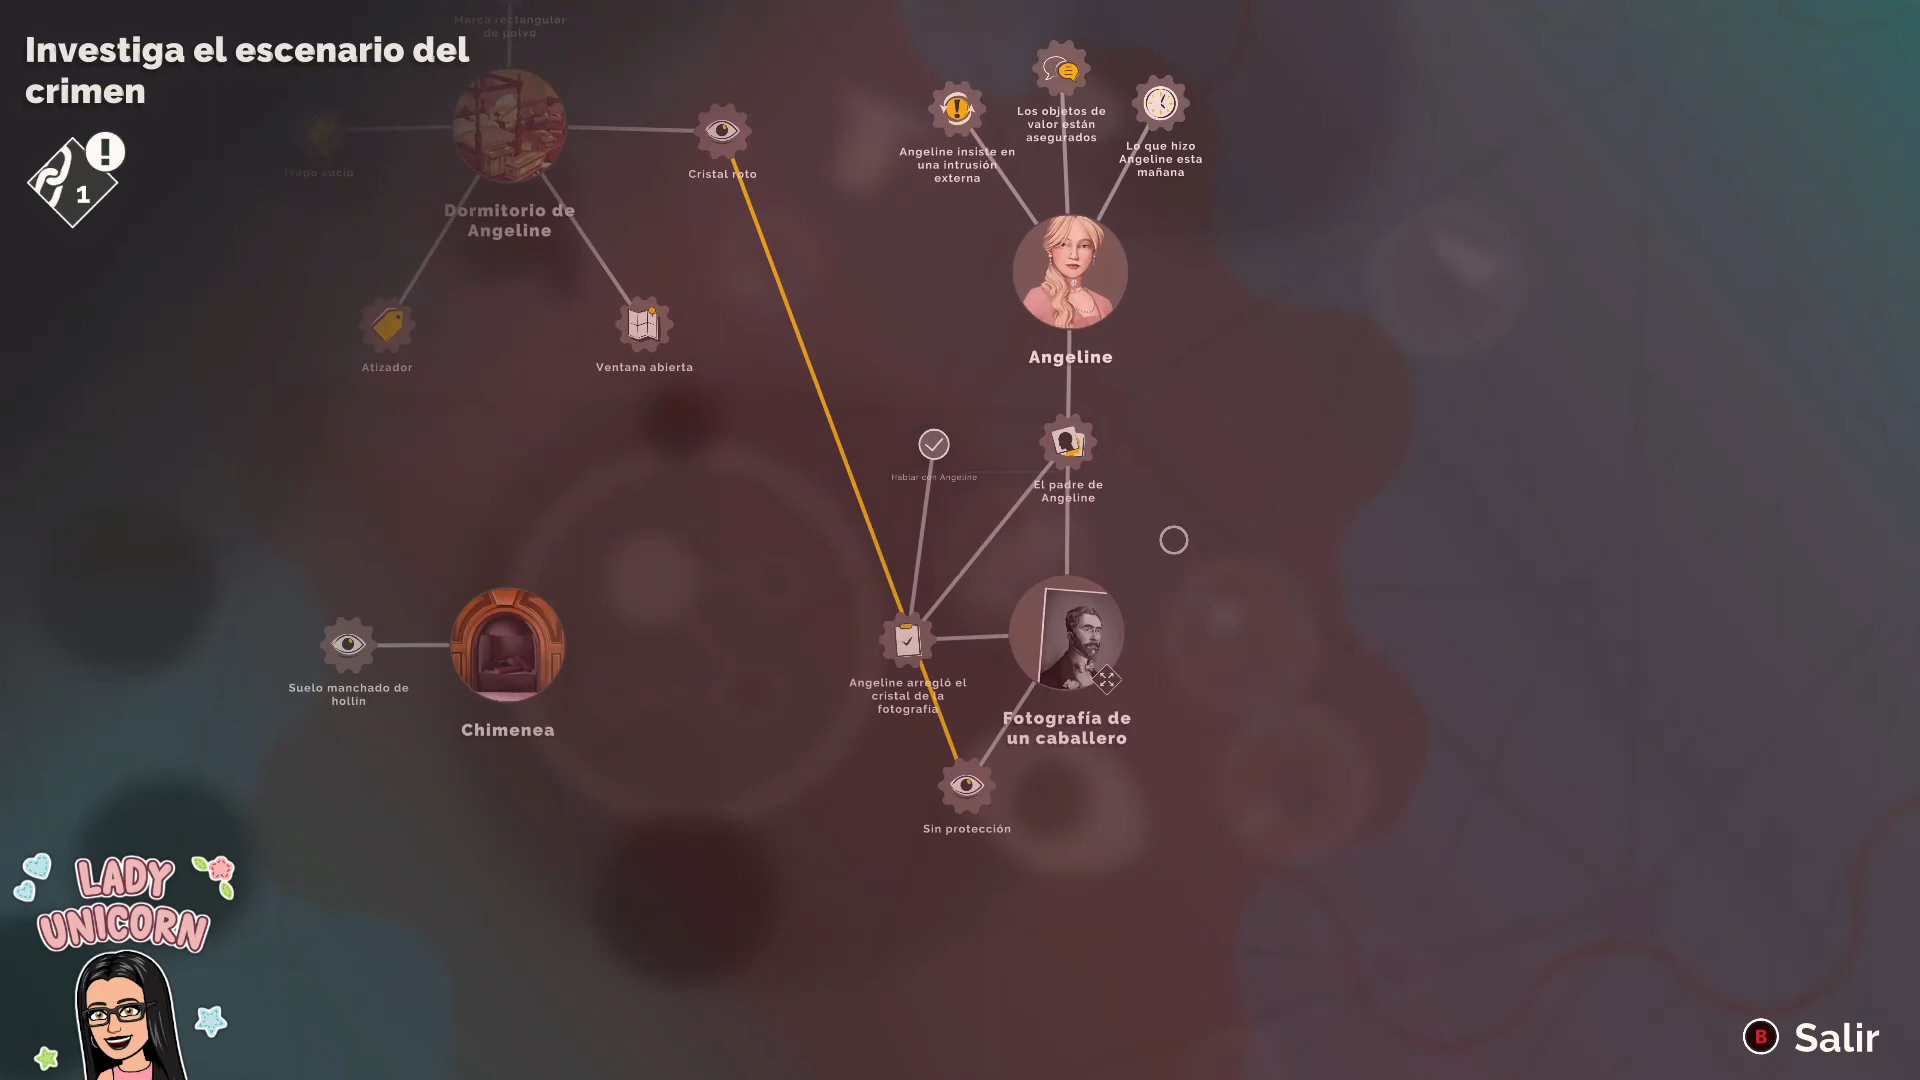 Marca rectangular
de polvo
Investiga el escenario del
crimen
1
Trapo sucio
Cristal roto
Dormitorio de
Angeline
Atizador
Ventana abierta
Angeline insiste en
una intrusión
externa
Los objetos de
valor están
asegurados
Lo que hizo
Angeline esta
mañana
Angeline
Hablar con Angeline
El padre de
Angeline
Suelo manchado de
hollín
Chimenea
Angeline arregló el
cristal de la
fotografía
Fotografía de
un caballero
Sin protección
LADY
UNICORN
B Salir